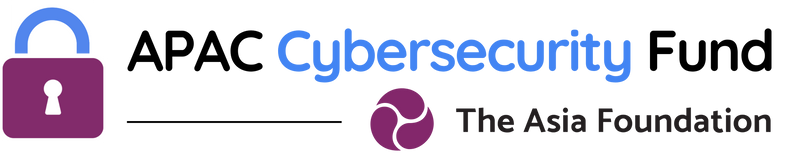 APAC Cybersecurity Fund
The Asia Foundation